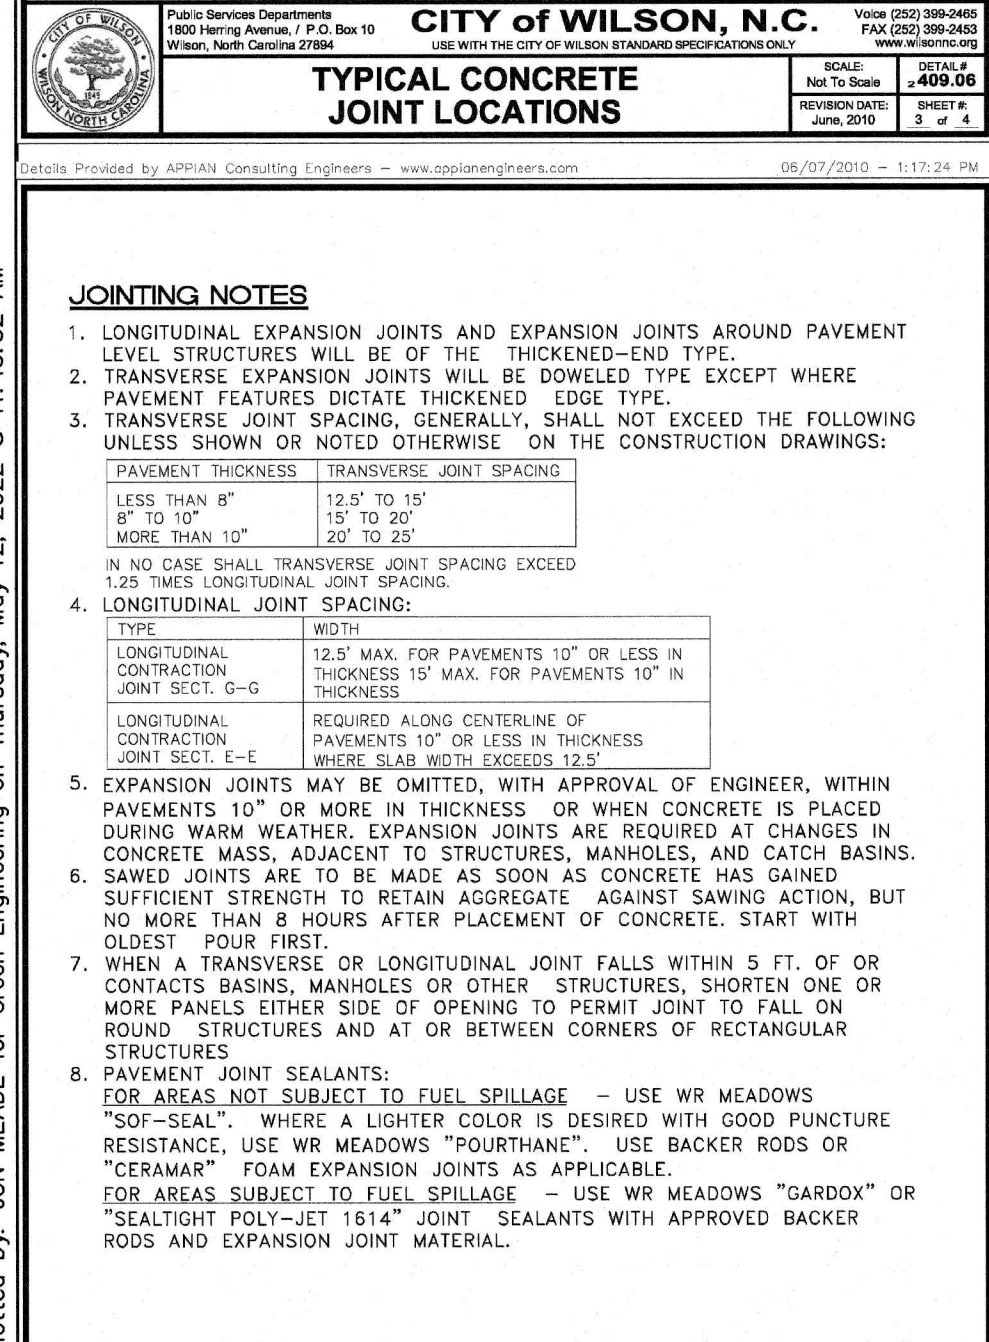 CITY OF WILSON
1849
WILSON NORTH CAROLINA
Public Services Departments
1800 Herring Avenue, / P.O. Box 10
Wilson, North Carolina 27894
CITY of WILSON, N.C.
USE WITH THE CITY OF WILSON STANDARD SPECIFICATIONS ONLY
Voice (252) 399-2465
FAX (252) 399-2453
www.wilsonnc.org
TYPICAL CONCRETE
JOINT LOCATIONS
SCALE:
Not To Scale
DETAIL#
2409.06
REVISION DATE:
June, 2010
SHEET #:
3 of 4
Details Provided by APPIAN Consulting Engineers – www.appianengineers.com
06/07/2010 – 1:17:24 PM
JOINTING NOTES
1. LONGITUDINAL EXPANSION JOINTS AND EXPANSION JOINTS AROUND PAVEMENT
LEVEL STRUCTURES WILL BE OF THE THICKENED–END TYPE.
2. TRANSVERSE EXPANSION JOINTS WILL BE DOWELED TYPE EXCEPT WHERE
PAVEMENT FEATURES DICTATE THICKENED EDGE TYPE.
3. TRANSVERSE JOINT SPACING, GENERALLY, SHALL NOT EXCEED THE FOLLOWING
UNLESS SHOWN OR NOTED OTHERWISE ON THE CONSTRUCTION DRAWINGS:
PAVEMENT THICKNESS TRANSVERSE JOINT SPACING
LESS THAN 8" 12.5' TO 15'
8" TO 10" 15' TO 20'
MORE THAN 10" 20' TO 25'
IN NO CASE SHALL TRANSVERSE JOINT SPACING EXCEED
1.25 TIMES LONGITUDINAL JOINT SPACING.
4. LONGITUDINAL JOINT SPACING:
TYPE WIDTH
LONGITUDINAL
CONTRACTION
JOINT SECT. G–G
12.5' MAX. FOR PAVEMENTS 10" OR LESS IN
THICKNESS 15' MAX. FOR PAVEMENTS 10" IN
THICKNESS
LONGITUDINAL
CONTRACTION
JOINT SECT. E–E
REQUIRED ALONG CENTERLINE OF
PAVEMENTS 10" OR LESS IN THICKNESS
WHERE SLAB WIDTH EXCEEDS 12.5'
5. EXPANSION JOINTS MAY BE OMITTED, WITH APPROVAL OF ENGINEER, WITHIN
PAVEMENTS 10" OR MORE IN THICKNESS OR WHEN CONCRETE IS PLACED
DURING WARM WEATHER. EXPANSION JOINTS ARE REQUIRED AT CHANGES IN
CONCRETE MASS, ADJACENT TO STRUCTURES, MANHOLES, AND CATCH BASINS.
6. SAWED JOINTS ARE TO BE MADE AS SOON AS CONCRETE HAS GAINED
SUFFICIENT STRENGTH TO RETAIN AGGREGATE AGAINST SAWING ACTION, BUT
NO MORE THAN 8 HOURS AFTER PLACEMENT OF CONCRETE. START WITH
OLDEST POUR FIRST.
7. WHEN A TRANSVERSE OR LONGITUDINAL JOINT FALLS WITHIN 5 FT. OF OR
CONTACTS BASINS, MANHOLES OR OTHER STRUCTURES, SHORTEN ONE OR
MORE PANELS EITHER SIDE OF OPENING TO PERMIT JOINT TO FALL ON
ROUND STRUCTURES AND AT OR BETWEEN CORNERS OF RECTANGULAR
STRUCTURES
8. PAVEMENT JOINT SEALANTS:
FOR AREAS NOT SUBJECT TO FUEL SPILLAGE – USE WR MEADOWS
"SOF–SEAL". WHERE A LIGHTER COLOR IS DESIRED WITH GOOD PUNCTURE
RESISTANCE, USE WR MEADOWS "POURTHANE". USE BACKER RODS OR
"CERAMAR" FOAM EXPANSION JOINTS AS APPLICABLE.
FOR AREAS SUBJECT TO FUEL SPILLAGE – USE WR MEADOWS "GARDOX" OR
"SEALTIGHT POLY–JET 1614" JOINT SEALANTS WITH APPROVED BACKER
RODS AND EXPANSION JOINT MATERIAL.